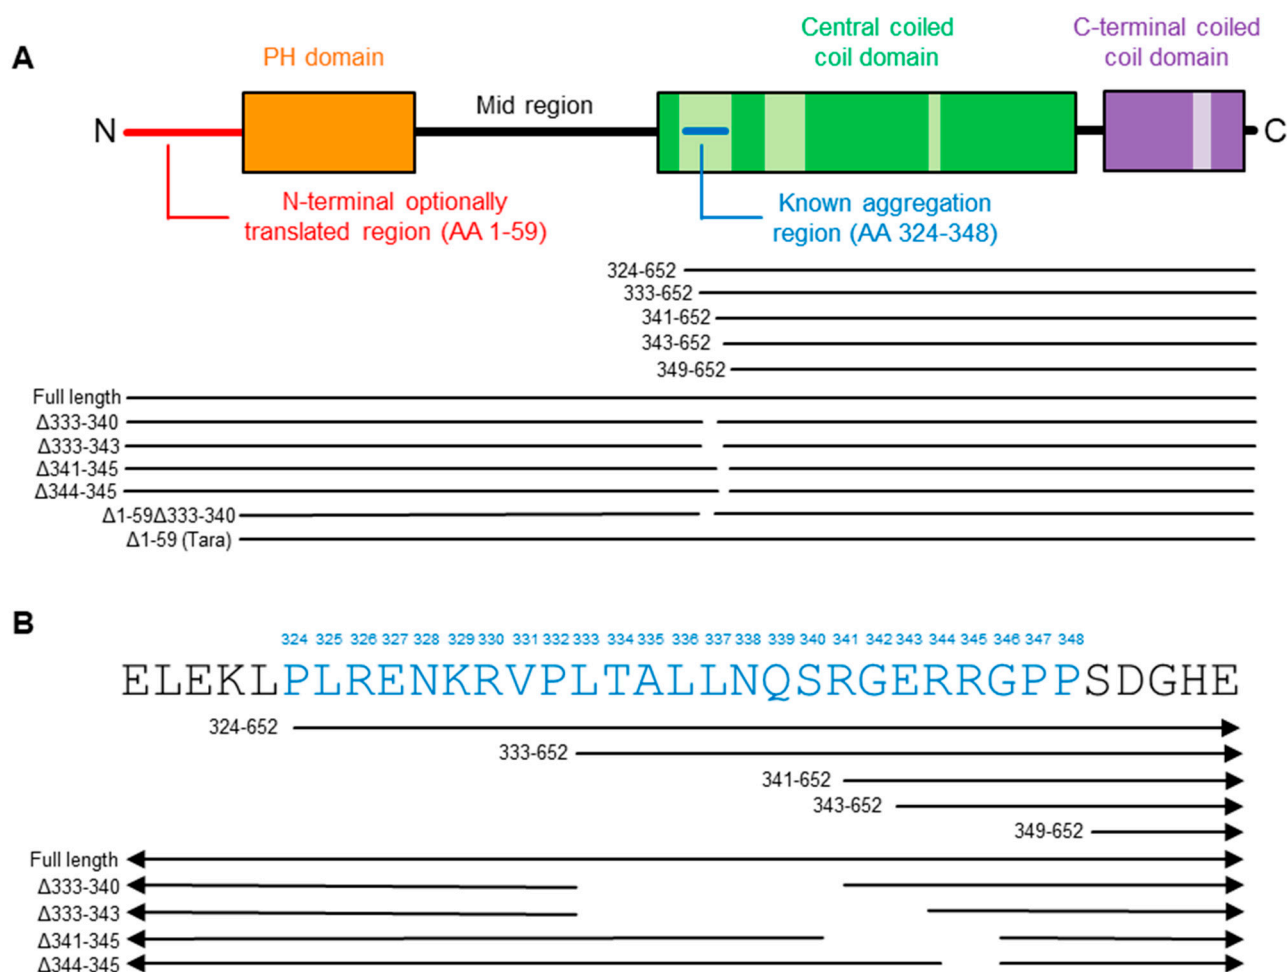 A
PH domain
Central coiled
coil domain
C-terminal coiled
coil domain
N
Mid region
C
N-terminal optionally
translated region (AA 1-59)
Known aggregation
region (AA 324-348)
324-652
333-652
341-652
343-652
349-652
Full length
Δ333-340
Δ333-343
Δ341-345
Δ344-345
Δ1-59Δ333-340
Δ1-59 (Tara)
B
324 325 326 327 328 329 330 331 332 333 334 335 336 337 338 339 340 341 342 343 344 345 346 347 348
ELEKLPLRENKRVPLTALLNQSRGERRGPPSDGHE
324-652
333-652
341-652
343-652
349-652
Full length
Δ333-340
Δ333-343
Δ341-345
Δ344-345